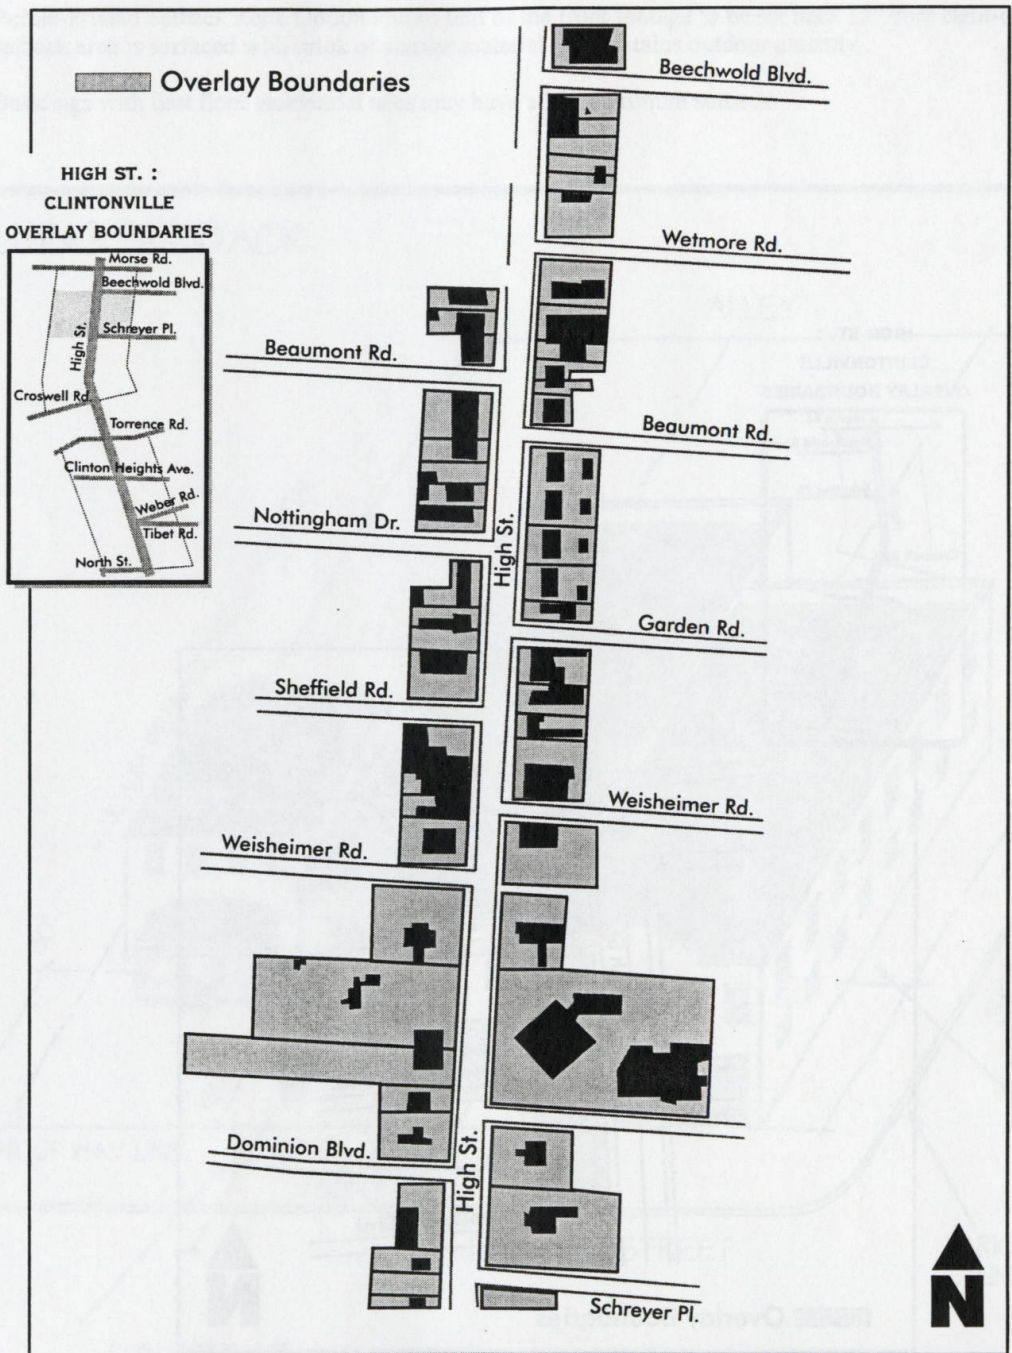 Overlay Boundaries
HIGH ST. :
CLINTONVILLE
OVERLAY BOUNDARIES
Morse Rd.
Beechwold Blvd.
Schreyer Pl.
High St.
Croswell Rd.
Torrence Rd.
Clinton Heights Ave.
Weber Rd.
Tibet Rd.
North St.
Beechwold Blvd.
Wetmore Rd.
Beaumont Rd.
Beaumont Rd.
Nottingham Dr.
High St.
Garden Rd.
Sheffield Rd.
Weisheimer Rd.
Weisheimer Rd.
Dominion Blvd.
High St.
Schreyer Pl.
N